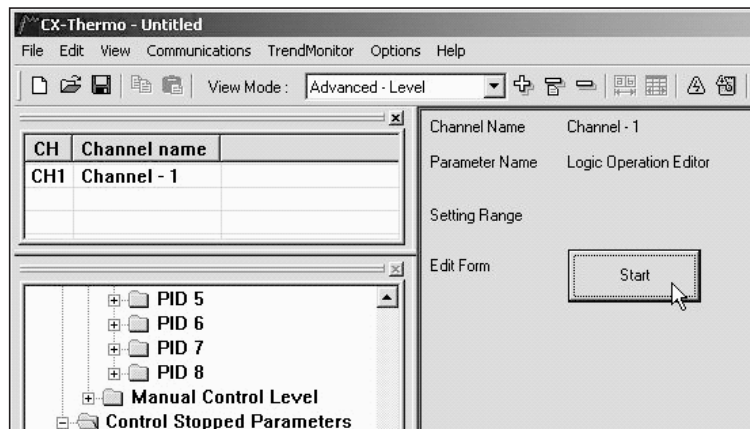 CX-Thermo - Untitled
File Edit View Communications TrendMonitor Options Help
View Mode : Advanced - Level
CH Channel name
CH1 Channel - 1
Channel Name Channel - 1
Parameter Name Logic Operation Editor
Setting Range
Edit Form Start
PID 5
PID 6
PID 7
PID 8
Manual Control Level
Control Stopped Parameters